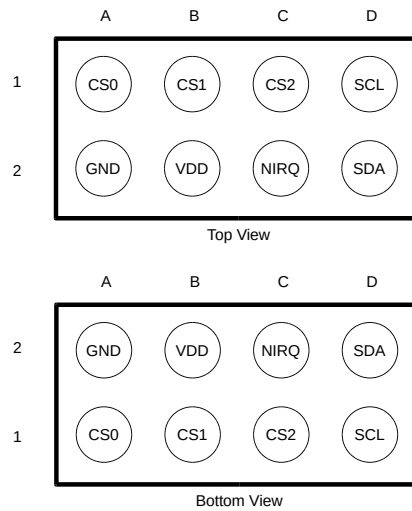 A B C D
1 CS0 CS1 CS2 SCL
2 GND VDD NIRQ SDA
Top View
A B C D
2 GND VDD NIRQ SDA
1 CS0 CS1 CS2 SCL
Bottom View